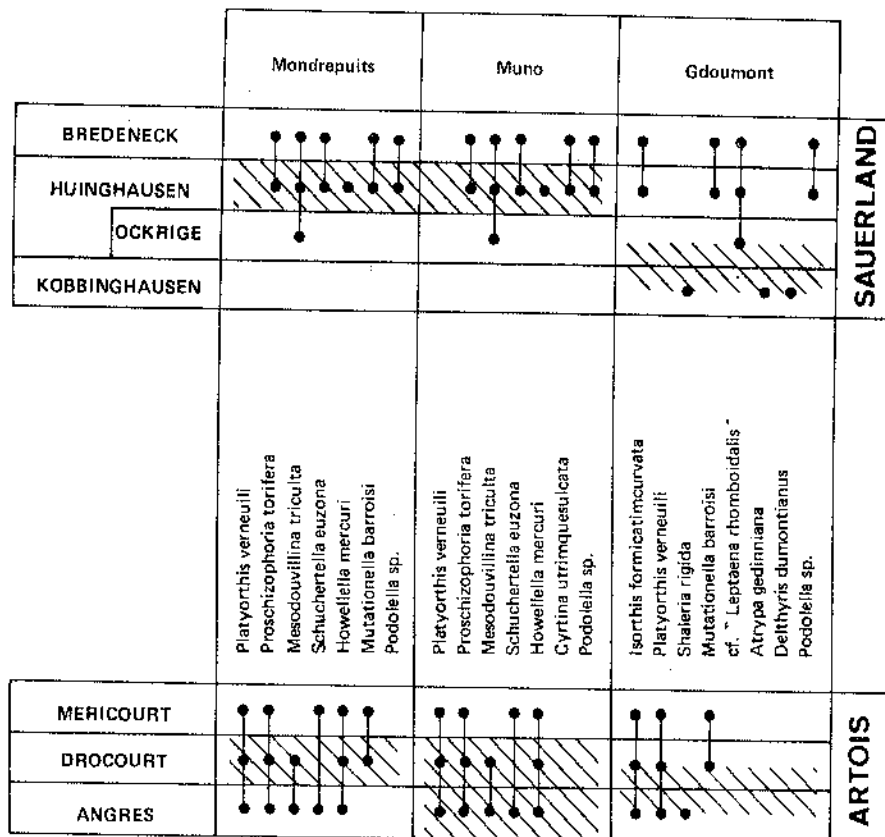 Mondrepuits
Muno
Gdoumont
BREDENECK
HUINGHAUSEN
OCKRIGE
KOBBINGHAUSEN
SAUERLAND
Platyorthis verneuili
Proschizophoria torifera
Mesodouvillina triculta
Schuchertella euzona
Howellella mercuri
Mutationella barroisi
Podolella sp.
Platyorthis verneuili
Proschizophoria torifera
Mesodouvillina triculta
Schuchertella euzona
Howellella mercuri
Cyrtina utrimquesulcata
Podolella sp.
Isorthis formicatimcurvata
Platyorthis verneuili
Shaleria rigida
Mutationella barroisi
cf. " Leptaena rhomboidalis "
Atrypa gedinniana
Delthyris dumontianus
Podolella sp.
MERICOURT
DROCOURT
ANGRES
ARTOIS